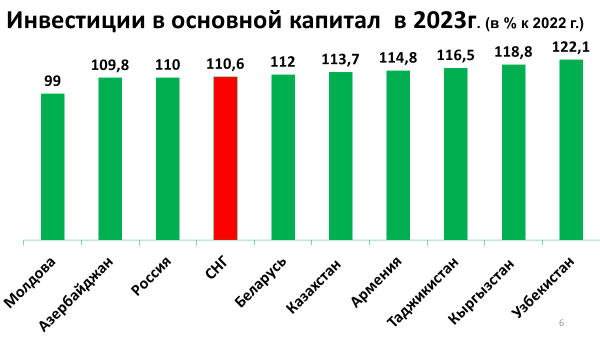 Инвестиции в основной капитал в 2023г. (в % к 2022 г.)
99
109,8
110
110,6
112
113,7
114,8
116,5
118,8
122,1
Молдова
Азербайджан
Россия
СНГ
Беларусь
Казахстан
Армения
Таджикистан
Кыргызстан
Узбекистан
6